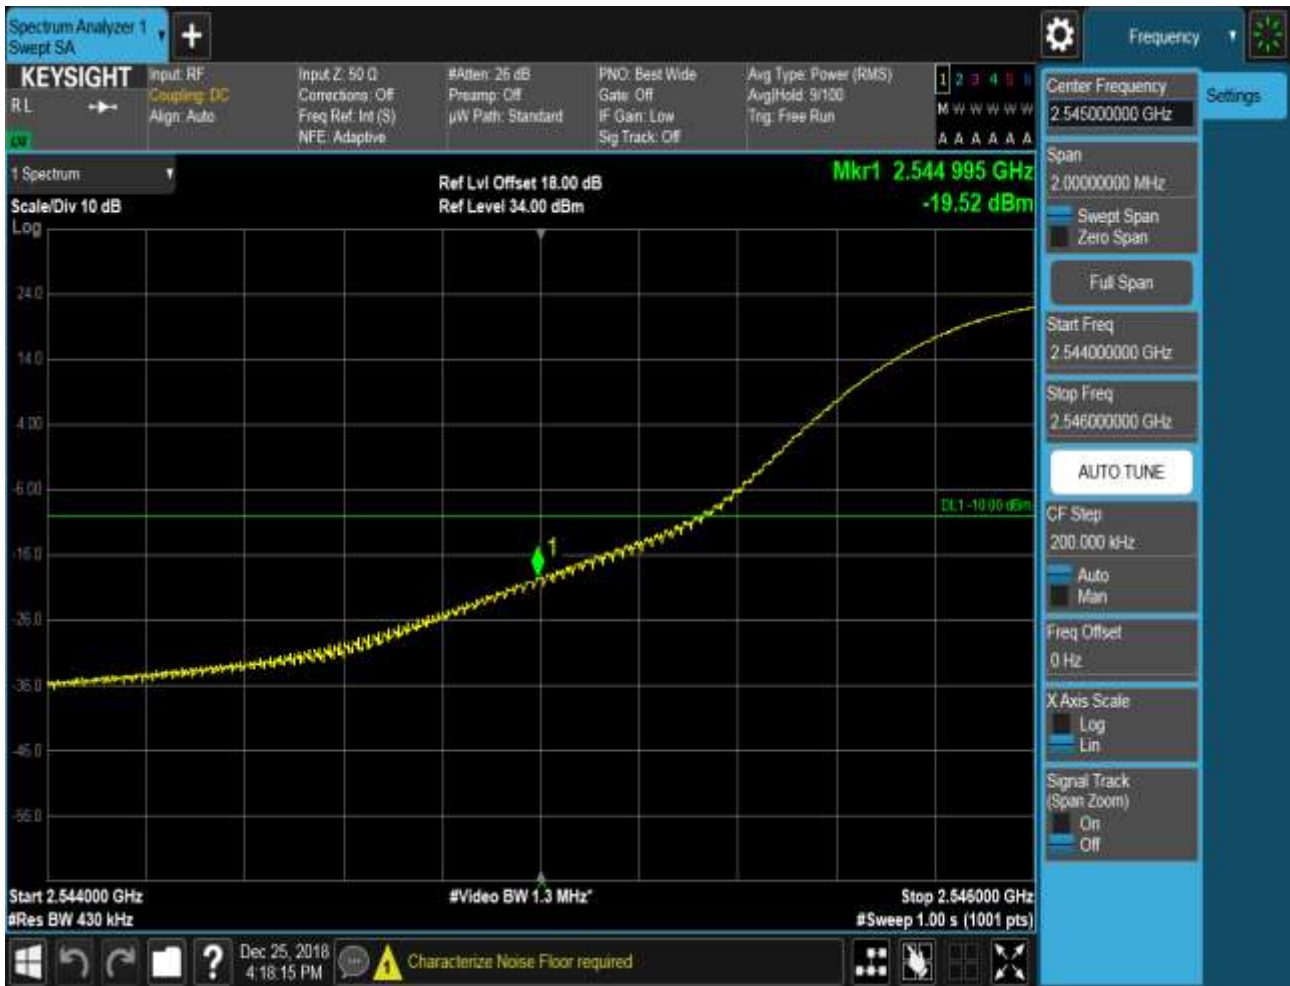 Spectrum Analyzer 1
Swept SA
+
Frequency
KEYSIGHT
R L
Input: RF
Coupling: DC
Align: Auto
Input Z: 50 Ω
Corrections: Off
Freq Ref: Int (S)
NFE: Adaptive
#Atten: 26 dB
Preamp: Off
µW Path: Standard
PNO: Best Wide
Gate: Off
IF Gain: Low
Sig Track: Off
Avg Type: Power (RMS)
Avg|Hold: 9/100
Trig: Free Run
1 2 3 4 5 6
M W W W W W
A A A A A A
1 Spectrum
Scale/Div 10 dB
Ref Lvl Offset 18.00 dB
Ref Level 34.00 dBm
Mkr1 2.544 995 GHz
-19.52 dBm
Log
24.0
14.0
4.00
-6.00
-16.0
-26.0
-36.0
-46.0
-56.0
DL1 -10.00 dBm
1
Start 2.544000 GHz
#Res BW 430 kHz
#Video BW 1.3 MHz*
Stop 2.546000 GHz
#Sweep 1.00 s (1001 pts)
Center Frequency
2.545000000 GHz
Settings
Span
2.00000000 MHz
Swept Span
Zero Span
Full Span
Start Freq
2.544000000 GHz
Stop Freq
2.546000000 GHz
AUTO TUNE
CF Step
200.000 kHz
Auto
Man
Freq Offset
0 Hz
X Axis Scale
Log
Lin
Signal Track
(Span Zoom)
On
Off
?
Dec 25, 2018
4:18:15 PM
1
Characterize Noise Floor required